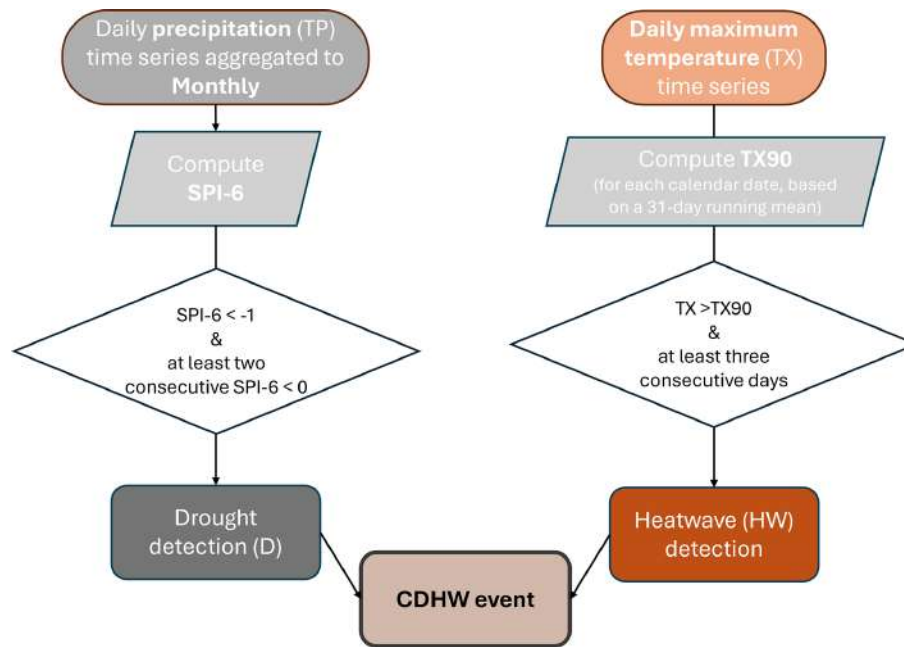 Daily precipitation (TP)
time series aggregated to
Monthly
Compute
SPI-6
SPI-6 < -1
&
at least two
consecutive SPI-6 < 0
Drought
detection (D)
Daily maximum
temperature (TX)
time series
Compute TX90
(for each calendar date, based
on a 31-day running mean)
TX >TX90
&
at least three
consecutive days
Heatwave (HW)
detection
CDHW event